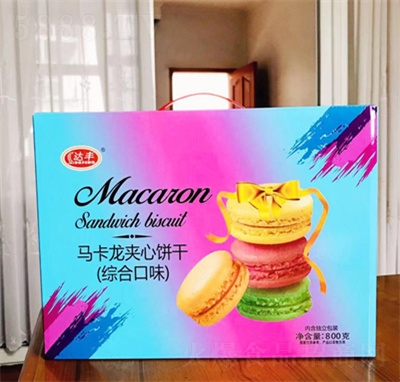 达丰
Macaron
Sandwich biscuit
马卡龙夹心饼干
(综合口味)
内含独立包装
净含量:800克